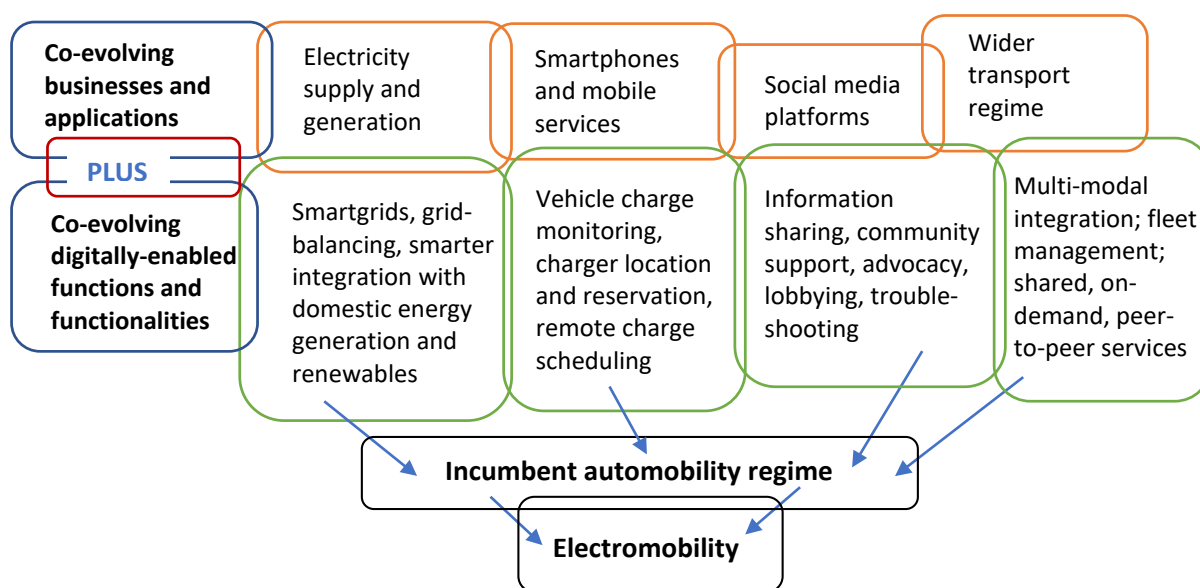 Co-evolving
businesses and
applications
Electricity
supply and
generation
Smartphones
and mobile
services
Social media
platforms
Wider
transport
regime
PLUS
Co-evolving
digitally-enabled
functions and
functionalities
Smartgrids, grid-
balancing, smarter
integration with
domestic energy
generation and
renewables
Vehicle charge
monitoring,
charger location
and reservation,
remote charge
scheduling
Information
sharing, community
support, advocacy,
lobbying, trouble-
shooting
Multi-modal
integration; fleet
management;
shared, on-
demand, peer-
to-peer services
Incumbent automobility regime
Electromobility